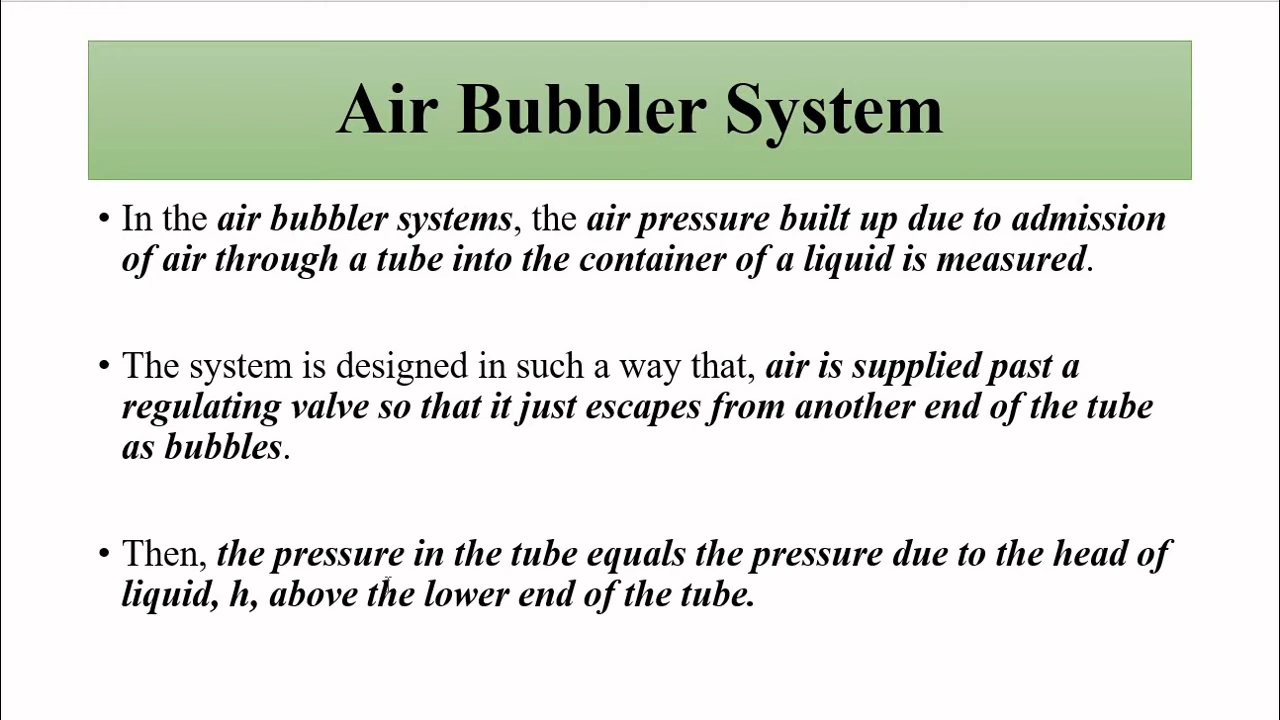 Air Bubbler System
• In the air bubbler systems, the air pressure built up due to admission
of air through a tube into the container of a liquid is measured.
• The system is designed in such a way that, air is supplied past a
regulating valve so that it just escapes from another end of the tube
as bubbles.
• Then, the pressure in the tube equals the pressure due to the head of
liquid, h, above the lower end of the tube.